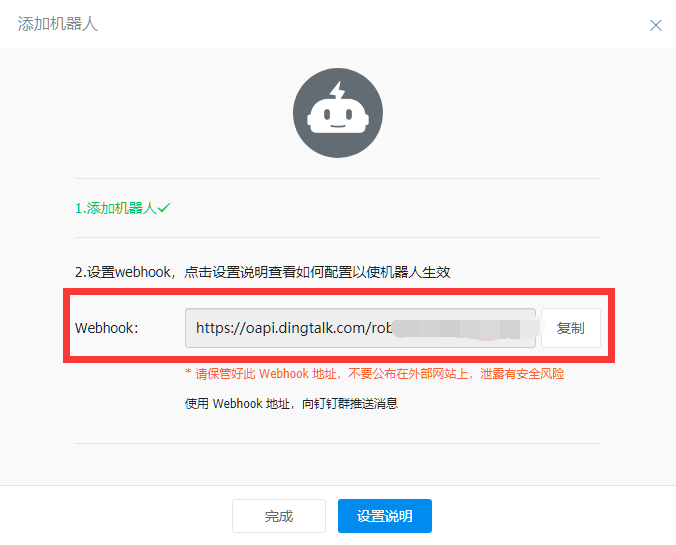 添加机器人
1.添加机器人
2.设置webhook，点击设置说明查看如何配置以使机器人生效
Webhook：
https://oapi.dingtalk.com/rob
复制
* 请保管好此 Webhook 地址，不要公布在外部网站上，泄露有安全风险
使用 Webhook 地址，向钉钉群推送消息
完成
设置说明